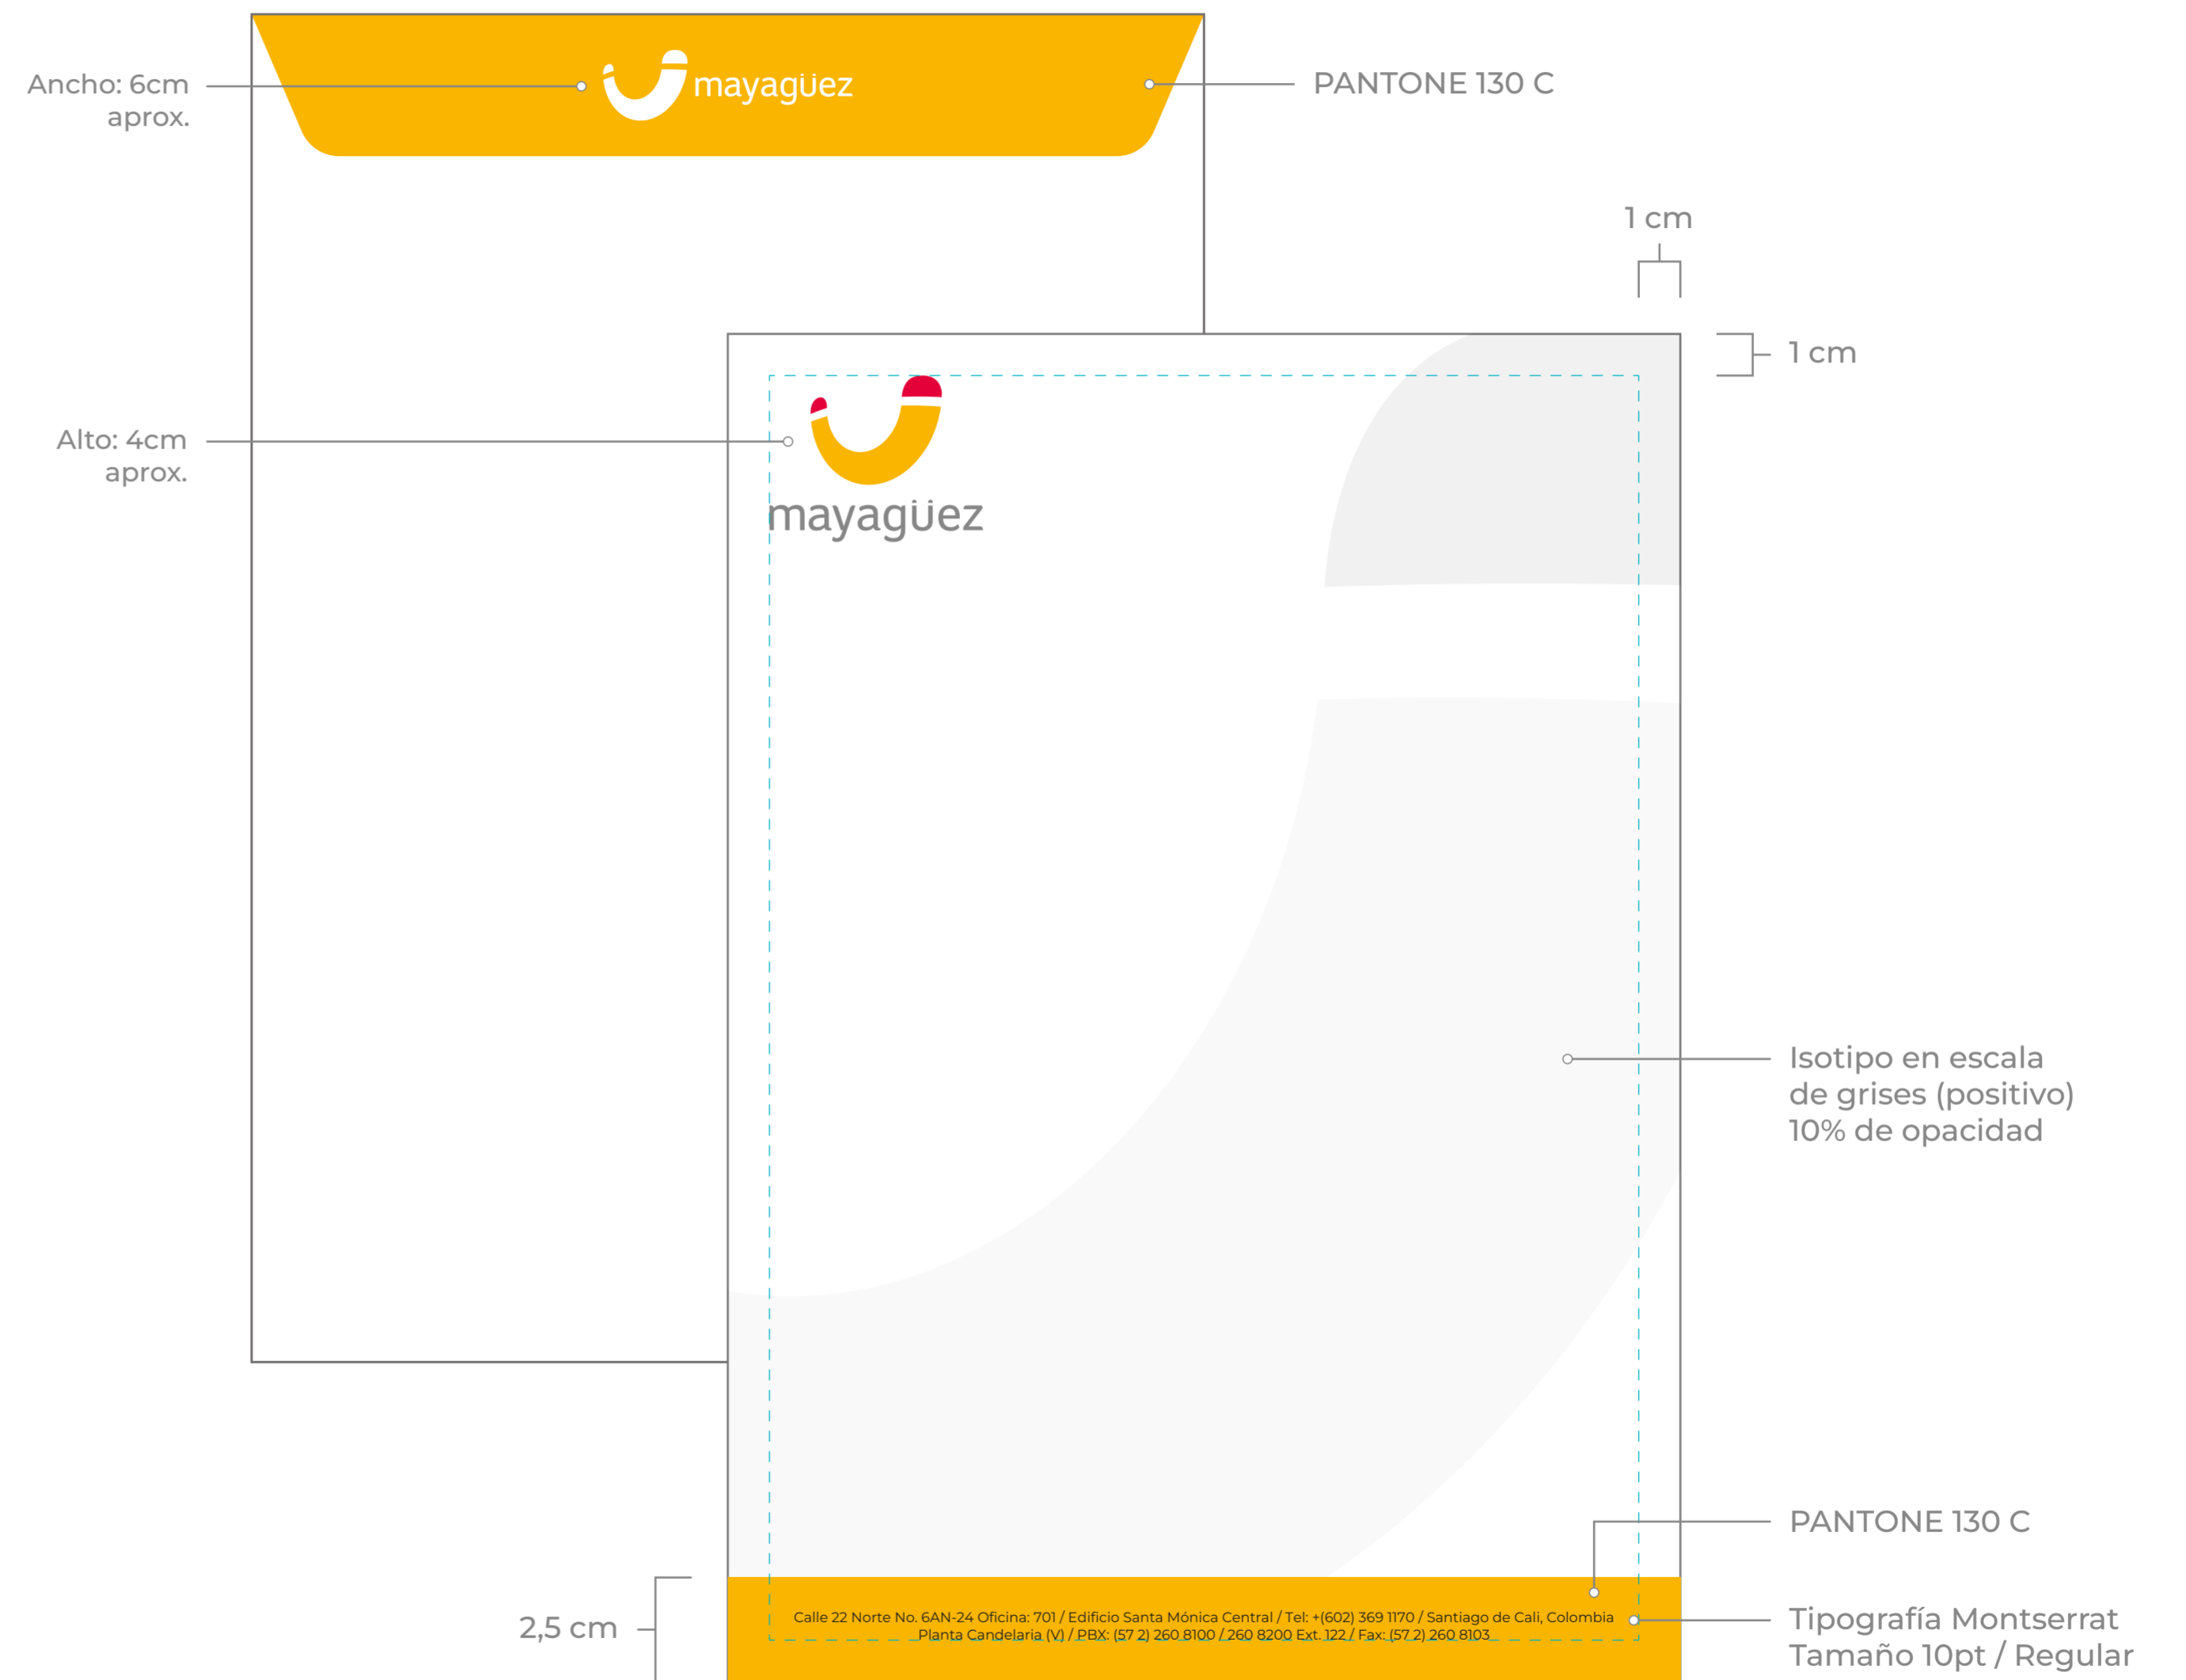 Ancho: 6cm
aprox.
mayagüez
PANTONE 130 C
1 cm
1 cm
Alto: 4cm
aprox.
mayagüez
Isotipo en escala
de grises (positivo)
10% de opacidad
PANTONE 130 C
2,5 cm
Calle 22 Norte No. 6AN-24 Oficina: 701 / Edificio Santa Mónica Central / Tel: +(602) 369 1170 / Santiago de Cali, Colombia
Planta Candelaria (V) / PBX: (57 2) 260 8100 / 260 8200 Ext. 122 / Fax: (57 2) 260 8103
Tipografía Montserrat
Tamaño 10pt / Regular